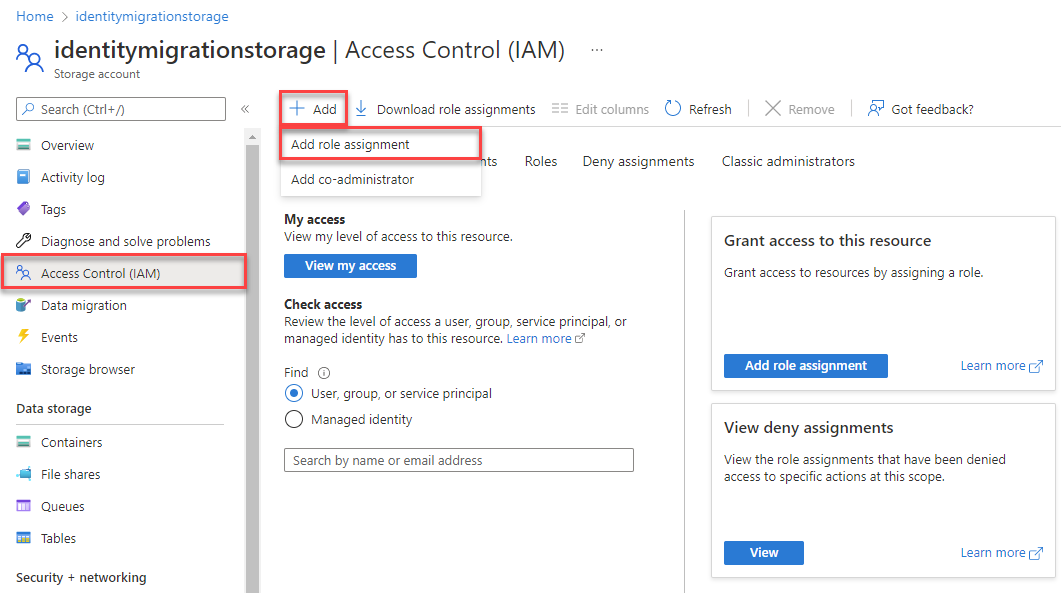 Home > identitymigrationstorage
identitymigrationstorage | Access Control (IAM) ...
Storage account
Search (Ctrl+/)
«
Overview
Activity log
Tags
Diagnose and solve problems
Access Control (IAM)
Data migration
Events
Storage browser
Data storage
Containers
File shares
Queues
Tables
Security + networking
+ Add
Download role assignments
Edit columns
Refresh
Remove
Got feedback?
Add role assignment
Add co-administrator
nts
Roles
Deny assignments
Classic administrators
My access
View my level of access to this resource.
View my access
Check access
Review the level of access a user, group, service principal, or
managed identity has to this resource. Learn more
Find
User, group, or service principal
Managed identity
Search by name or email address
Grant access to this resource
Grant access to resources by assigning a role.
Add role assignment
Learn more
View deny assignments
View the role assignments that have been denied
access to specific actions at this scope.
View
Learn more